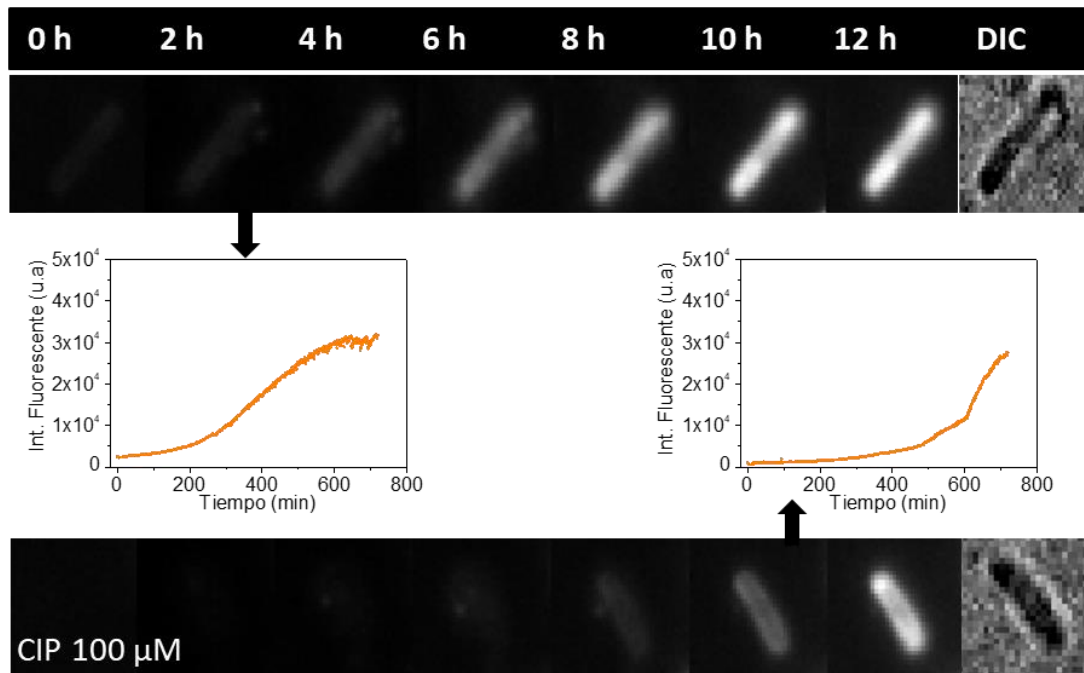 0 h 2 h 4 h 6 h 8 h 10 h 12 h DIC
5x10⁴
4x10⁴
3x10⁴
2x10⁴
1x10⁴
0
Int. Fluorescente (u.a)
0 200 400 600 800
Tiempo (min)
5x10⁴
4x10⁴
3x10⁴
2x10⁴
1x10⁴
0
Int. Fluorescente (u.a)
0 200 400 600 800
Tiempo (min)
CIP 100 µM